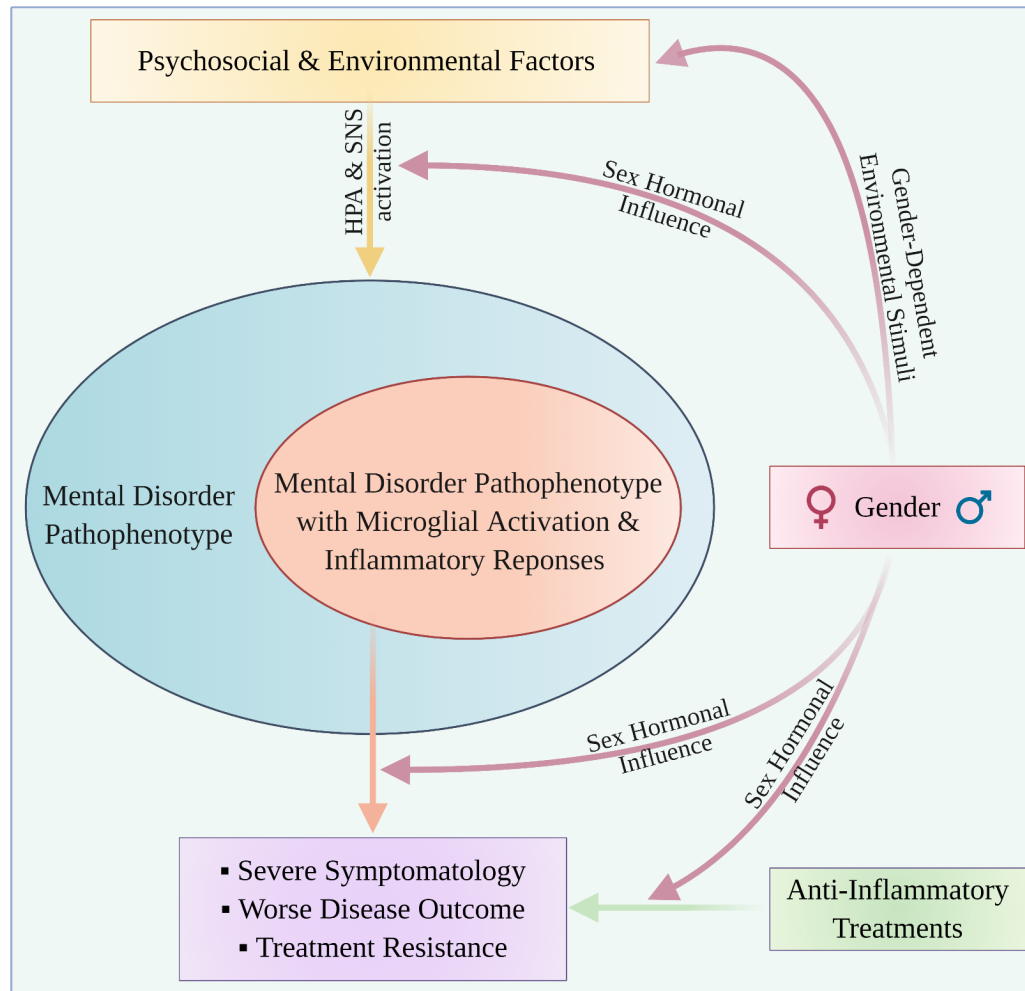 Psychosocial & Environmental Factors
HPA & SNS
activation
Sex Hormonal
Influence
Gender-Dependent
Environmental Stimuli
Mental Disorder
Pathophenotype
Mental Disorder Pathophenotype
with Microglial Activation &
Inflammatory Reponses
♀ Gender ♂
Sex Hormonal
Influence
Sex Hormonal
Influence
▪ Severe Symptomatology
▪ Worse Disease Outcome
▪ Treatment Resistance
Anti-Inflammatory
Treatments